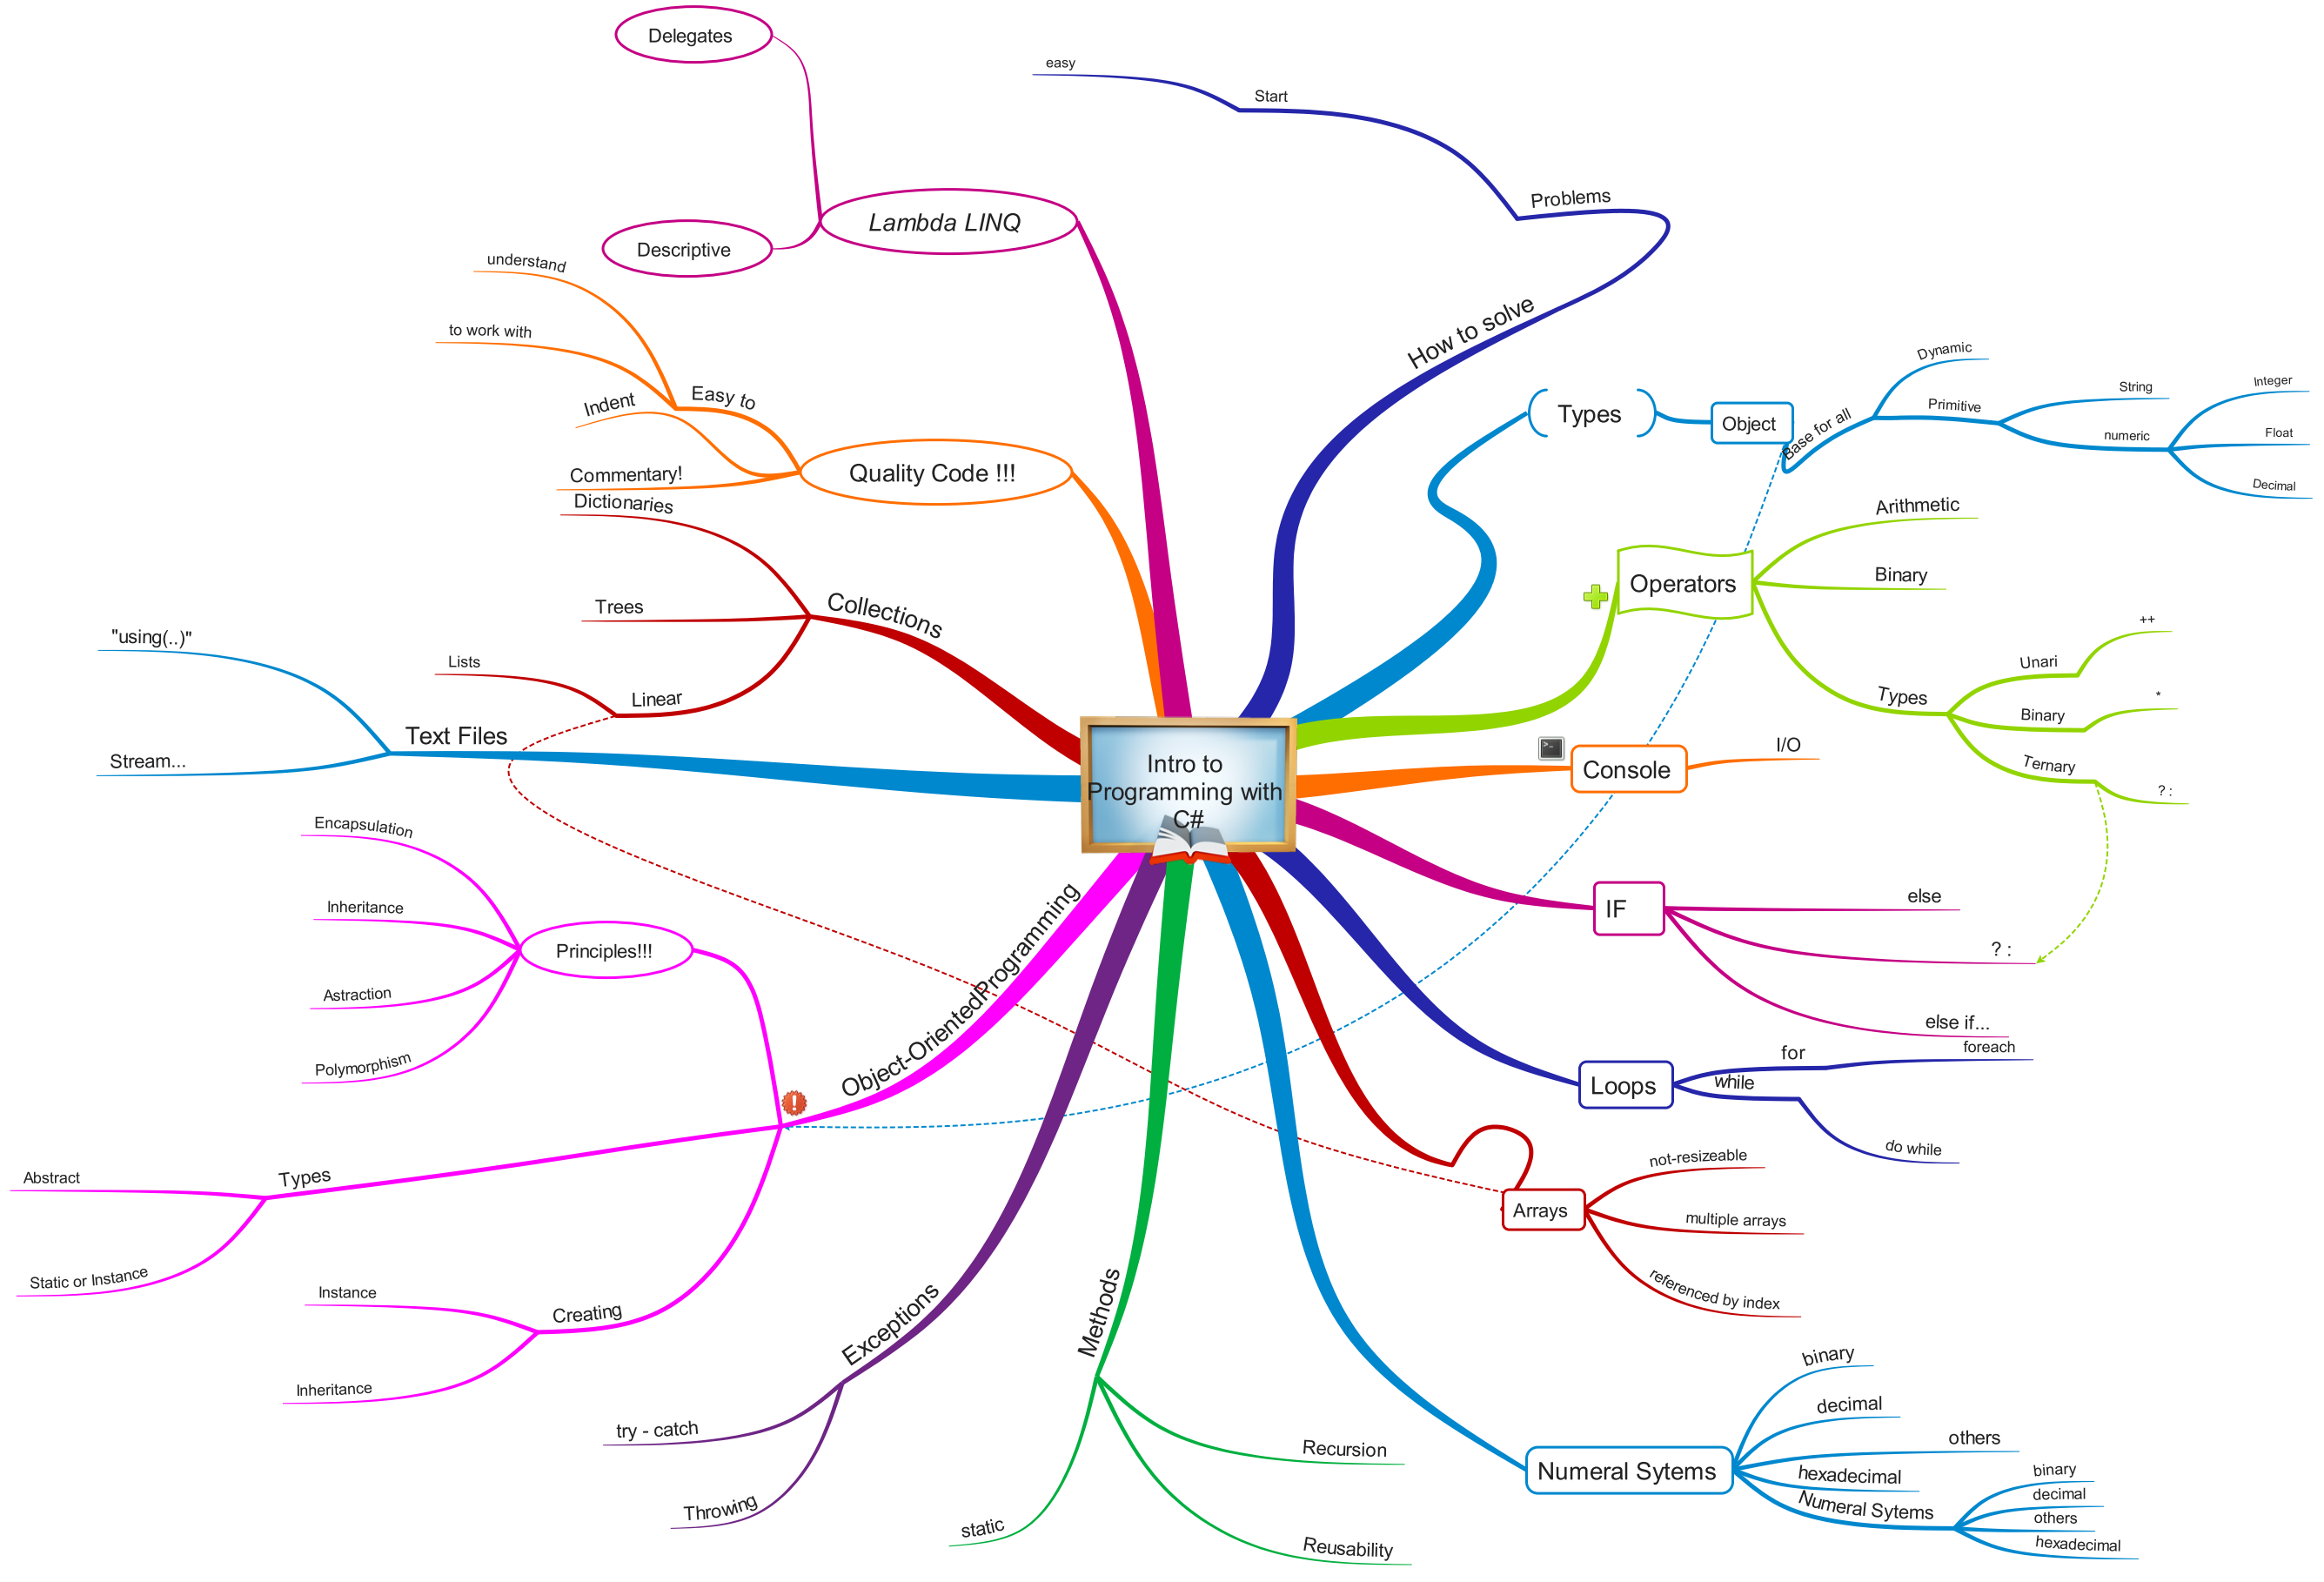 Intro to
Programming with
C#
How to solve
Problems
Start
easy
Types
Object
Base for all
Dynamic
Primitive
String
numeric
Integer
Float
Decimal
Operators
Arithmetic
Binary
Types
Unari
++
Binary
*
Ternary
? :
Console
I/O
IF
else
? :
else if...
Loops
for
foreach
while
do while
Arrays
not-resizeable
multiple arrays
referenced by index
Numeral Sytems
binary
decimal
others
hexadecimal
Numeral Sytems
binary
decimal
others
hexadecimal
Methods
Recursion
Reusability
static
Exceptions
try - catch
Throwing
Object-OrientedProgramming
Principles!!!
Encapsulation
Inheritance
Astraction
Polymorphism
Types
Abstract
Static or Instance
Creating
Instance
Inheritance
Text Files
"using(..)"
Stream...
Collections
Dictionaries
Trees
Linear
Lists
Quality Code !!!
Easy to
understand
to work with
Indent
Commentary!
Lambda LINQ
Delegates
Descriptive